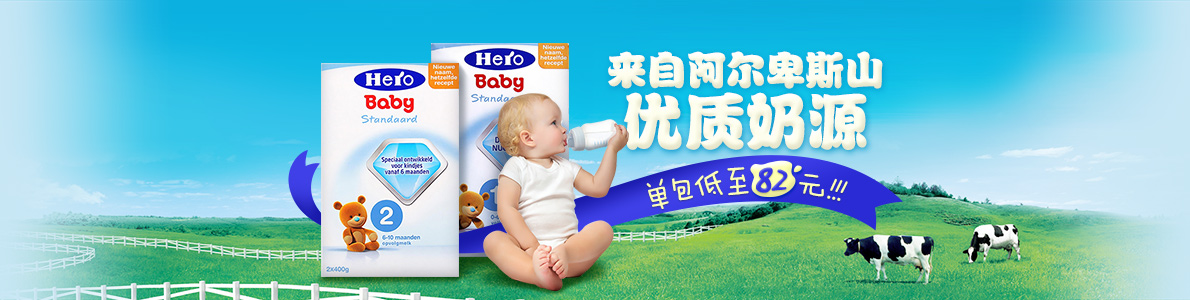 来自阿尔卑斯山
优质奶源
单包低至82元!!!
Hero
Baby
Standaard
Nieuwe
naam,
hetzelfde
recept
Speciaal ontwikkeld
voor kindjes
vanaf 6 maanden
2
6-10 maanden
opvolgmelk
2x400g
Hero
Baby
Standaard
Nieuwe
naam,
hetzelfde
recept